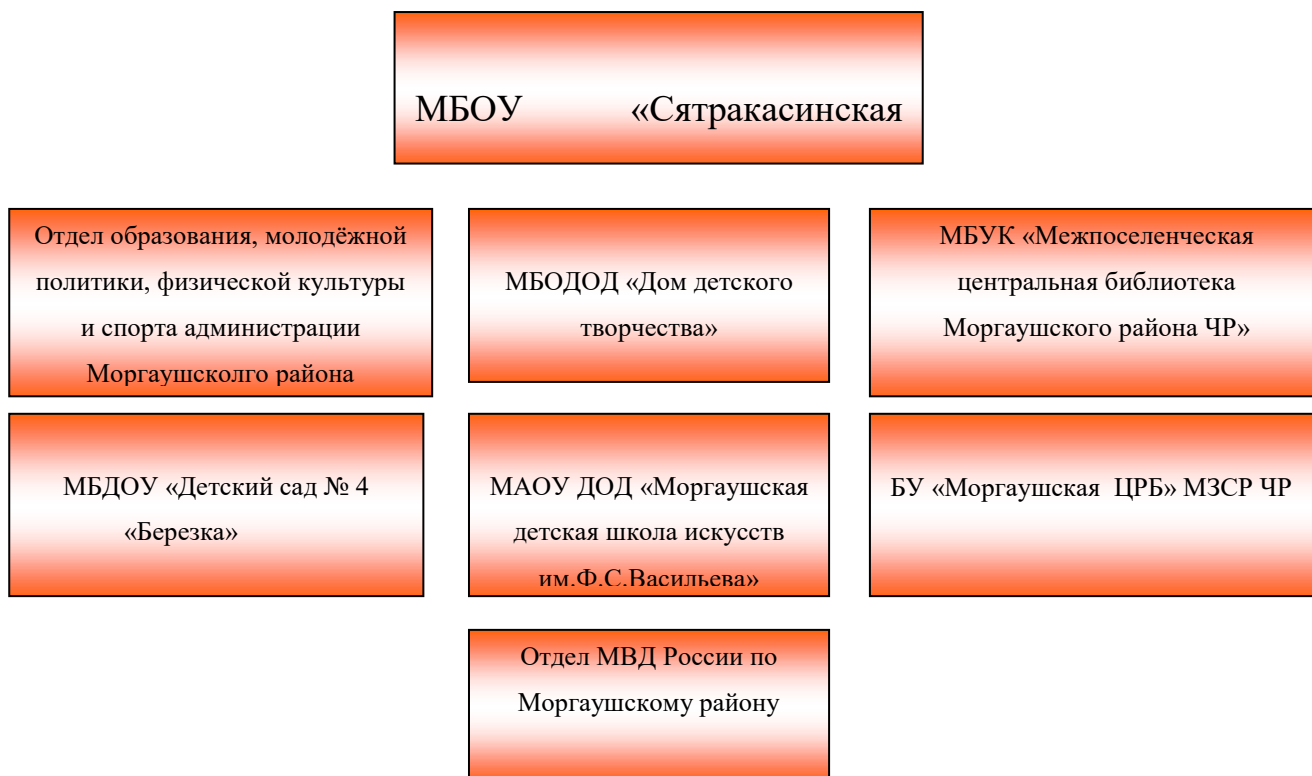 МБОУ «Сятракасинская
Отдел образования, молодёжной
политики, физической культуры
и спорта администрации
Моргаушсколго района
МБОДОД «Дом детского
творчества»
МБУК «Межпоселенческая
центральная библиотека
Моргаушского района ЧР»
МБДОУ «Детский сад № 4
«Березка»
МАОУ ДОД «Моргаушская
детская школа искусств
им.Ф.С.Васильева»
БУ «Моргаушская ЦРБ» МЗСР ЧР
Отдел МВД России по
Моргаушскому району